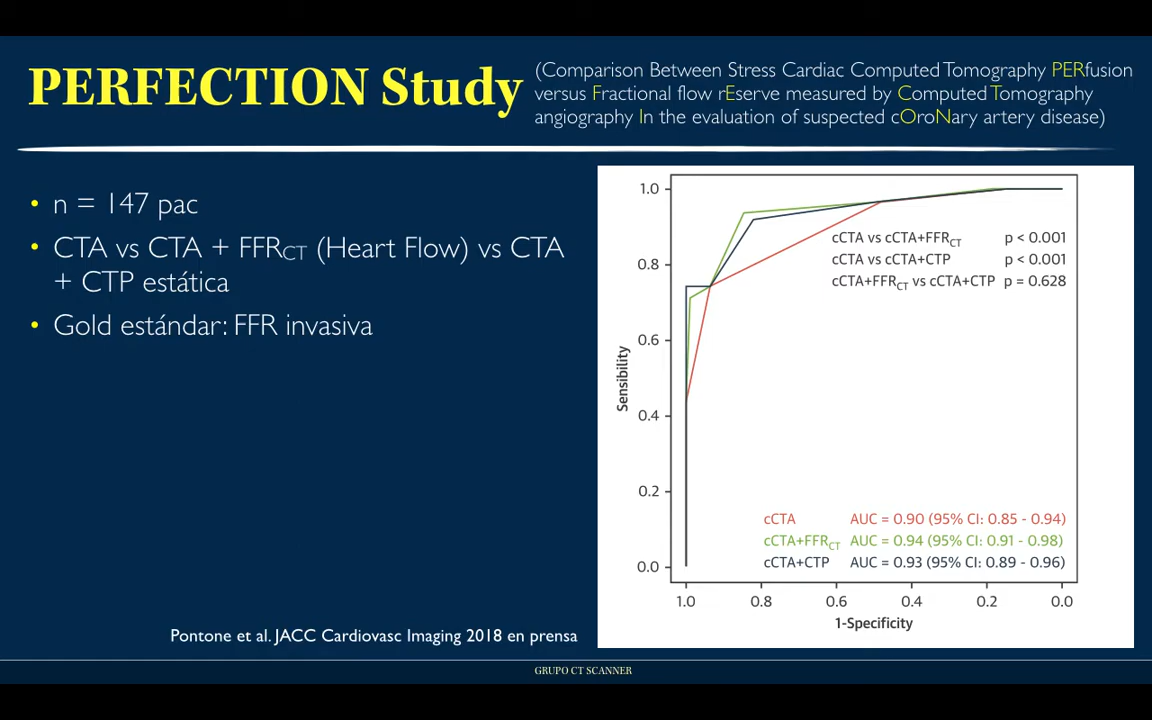 PERFECTION Study
(Comparison Between Stress Cardiac Computed Tomography PERfusion
versus Fractional flow rEserve measured by Computed Tomography
angiography In the evaluation of suspected cOroNary artery disease)
• n = 147 pac
• CTA vs CTA + FFRCT (Heart Flow) vs CTA
+ CTP estática
• Gold estándar: FFR invasiva
Pontone et al. JACC Cardiovasc Imaging 2018 en prensa
1.0
0.8
0.6
0.4
0.2
0.0
Sensibility
cCTA vs cCTA+FFRCT p < 0.001
cCTA vs cCTA+CTP p < 0.001
cCTA+FFRCT vs cCTA+CTP p = 0.628
cCTA AUC = 0.90 (95% CI: 0.85 - 0.94)
cCTA+FFRCT AUC = 0.94 (95% CI: 0.91 - 0.98)
cCTA+CTP AUC = 0.93 (95% CI: 0.89 - 0.96)
1.0 0.8 0.6 0.4 0.2 0.0
1-Specificity
GRUPO CT SCANNER